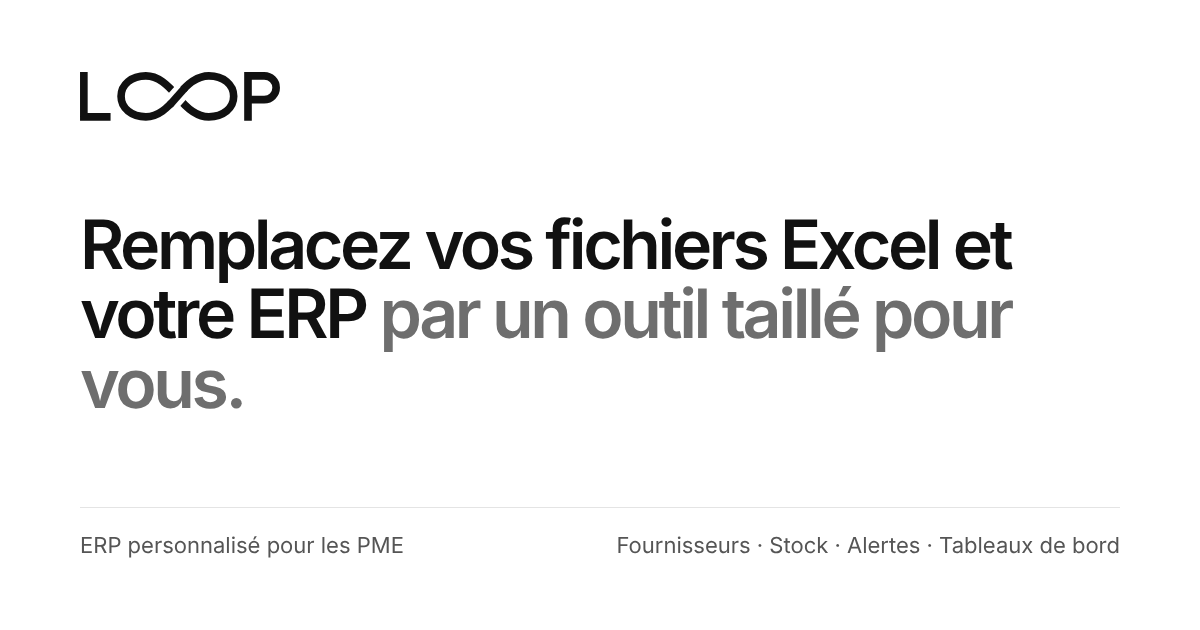 LOOP
Remplacez vos fichiers Excel et
votre ERP par un outil taillé pour
vous.
ERP personnalisé pour les PME
Fournisseurs · Stock · Alertes · Tableaux de bord